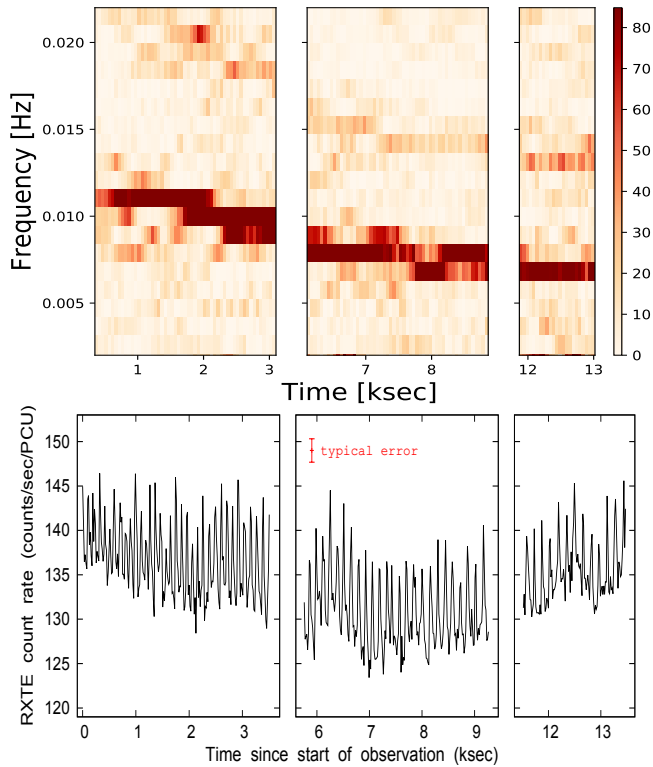 0.020
0.015
0.010
0.005
Frequency [Hz]
1 2 3
7 8
12 13
Time [ksec]
80
70
60
50
40
30
20
10
0
150
145
140
135
130
125
120
RXTE count rate (counts/sec/PCU)
typical error
0 1 2 3
6 7 8 9
12 13
Time since start of observation (ksec)